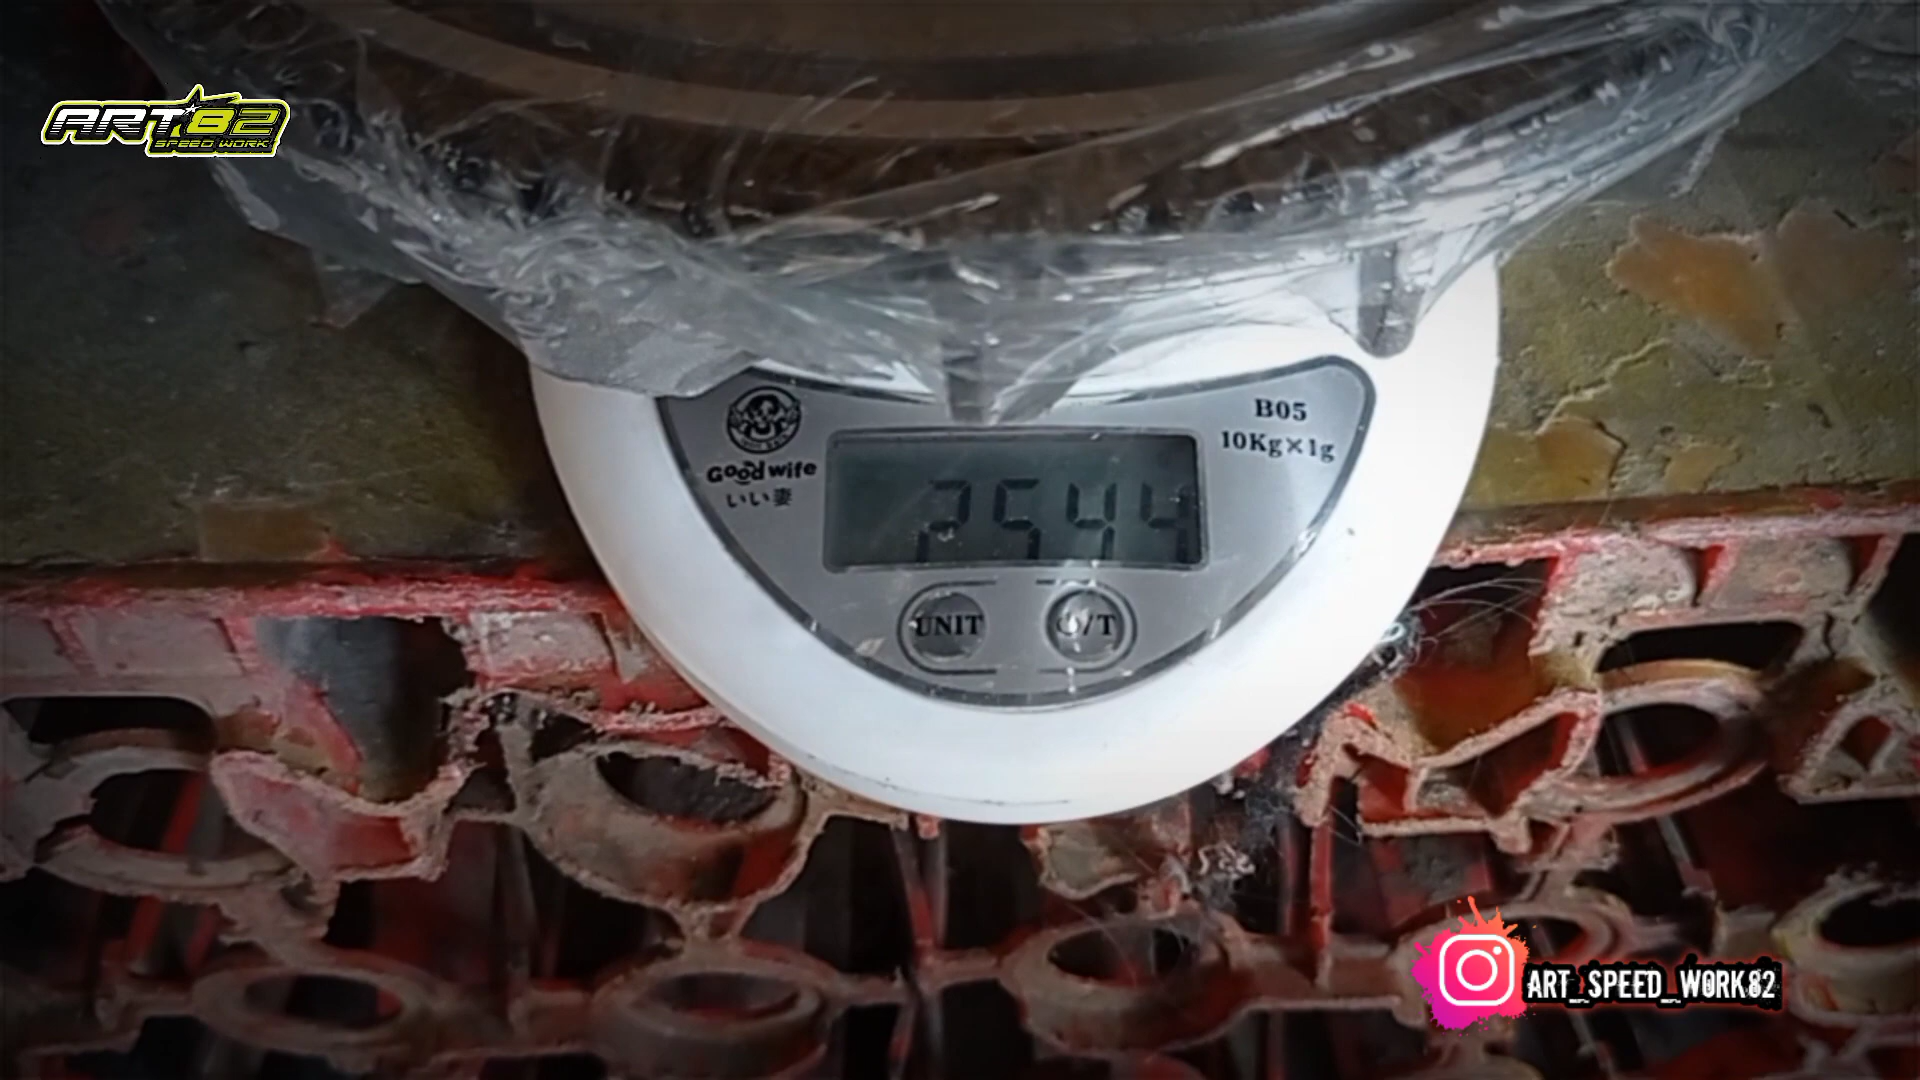 ART82
SPEED WORK
B05
10Kg×1g
Good wife
いい妻
2544
UNIT
/T
ART_SPEED_WORK82